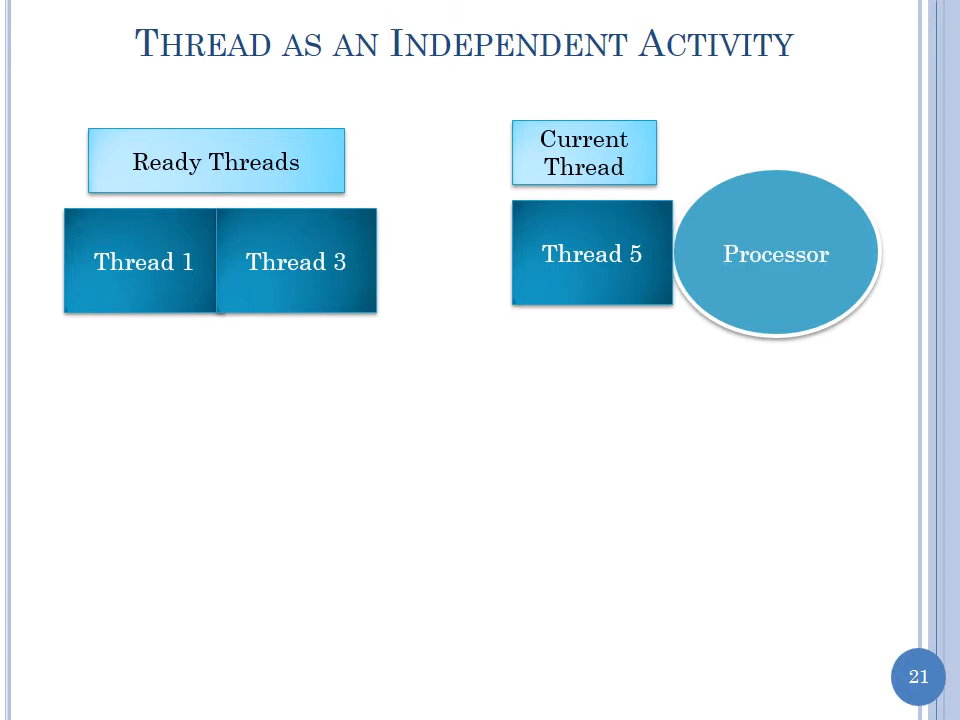 THREAD AS AN INDEPENDENT ACTIVITY
Ready Threads
Thread 1
Thread 3
Current
Thread
Thread 5
Processor
21